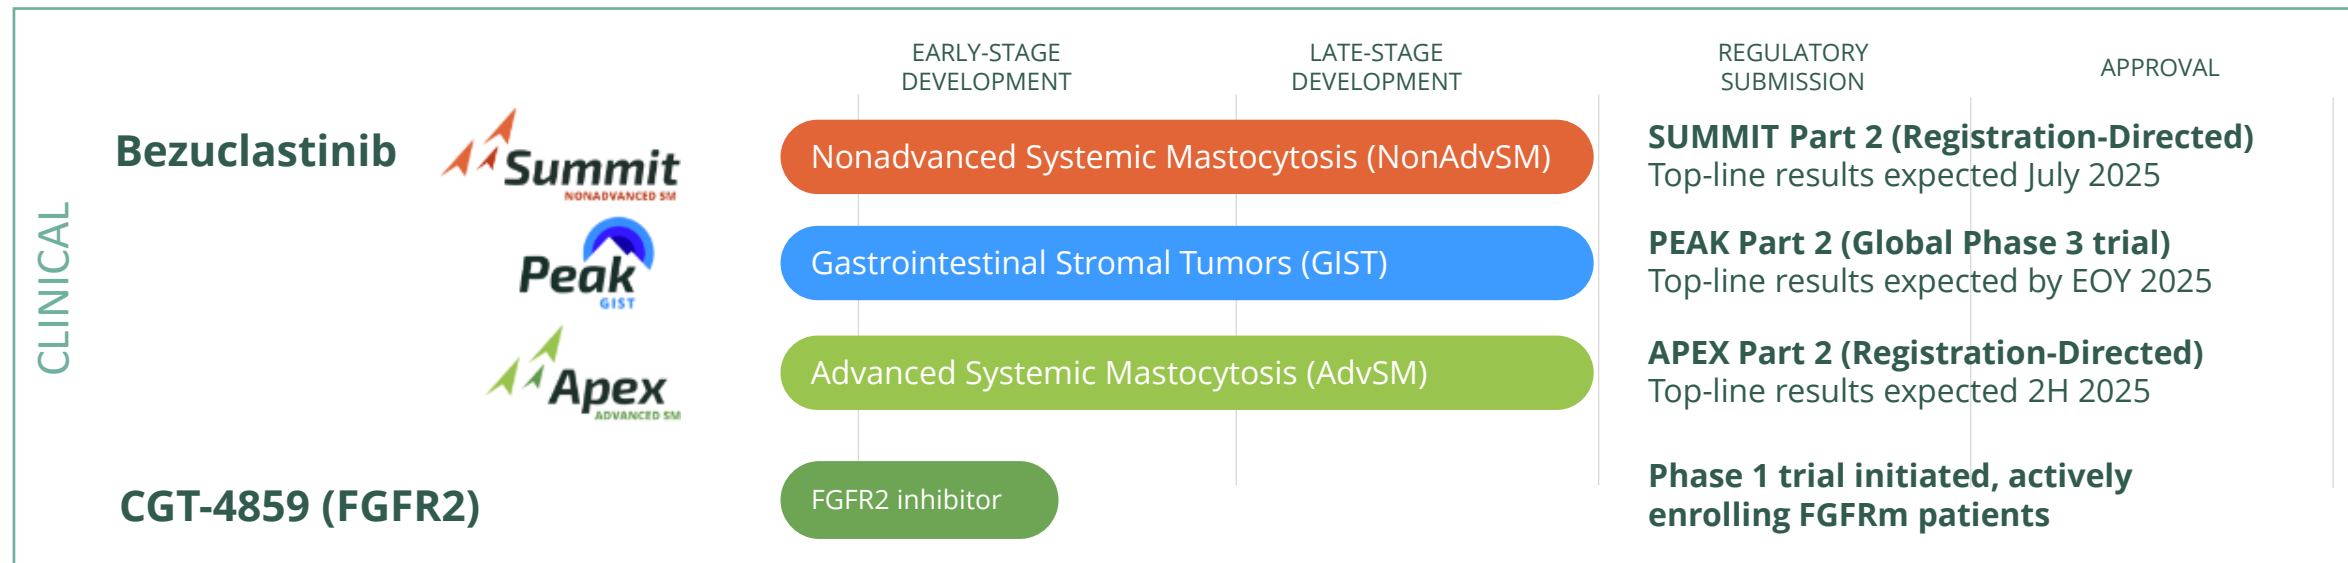 EARLY-STAGE
DEVELOPMENT
LATE-STAGE
DEVELOPMENT
REGULATORY
SUBMISSION
APPROVAL
CLINICAL
Bezuclastinib
Summit
NONADVANCED SM
Nonadvanced Systemic Mastocytosis (NonAdvSM)
SUMMIT Part 2 (Registration-Directed)
Top-line results expected July 2025
Peak
GIST
Gastrointestinal Stromal Tumors (GIST)
PEAK Part 2 (Global Phase 3 trial)
Top-line results expected by EOY 2025
Apex
ADVANCED SM
Advanced Systemic Mastocytosis (AdvSM)
APEX Part 2 (Registration-Directed)
Top-line results expected 2H 2025
CGT-4859 (FGFR2)
FGFR2 inhibitor
Phase 1 trial initiated, actively
enrolling FGFRm patients